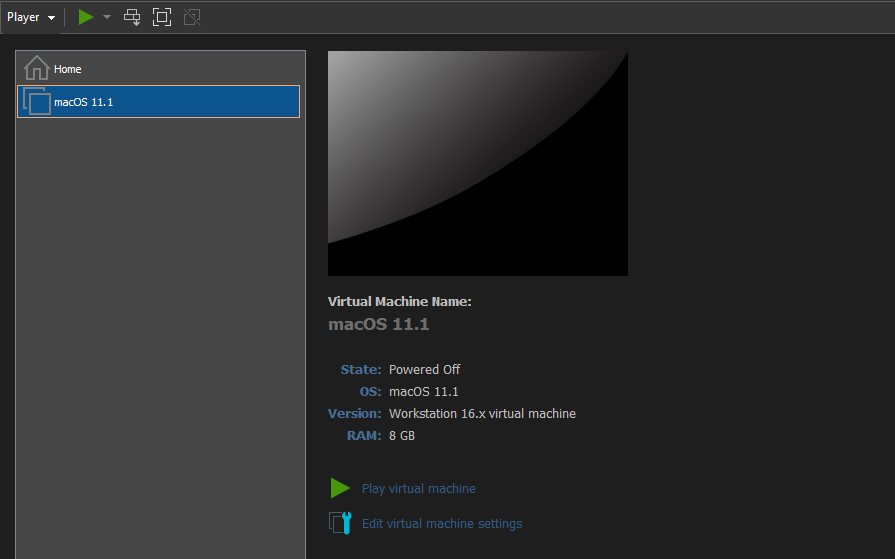 Player
Home
macOS 11.1
Virtual Machine Name:
macOS 11.1
State: Powered Off
OS: macOS 11.1
Version: Workstation 16.x virtual machine
RAM: 8 GB
Play virtual machine
Edit virtual machine settings